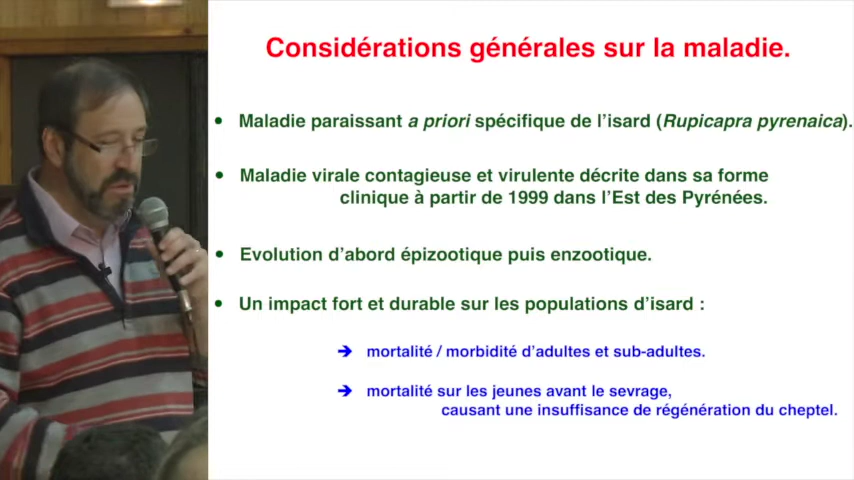 Considérations générales sur la maladie.
• Maladie paraissant a priori spécifique de l'isard (Rupicapra pyrenaica).
• Maladie virale contagieuse et virulente décrite dans sa forme
clinique à partir de 1999 dans l'Est des Pyrénées.
• Evolution d'abord épizootique puis enzootique.
• Un impact fort et durable sur les populations d'isard :
➔ mortalité / morbidité d'adultes et sub-adultes.
➔ mortalité sur les jeunes avant le sevrage,
causant une insuffisance de régénération du cheptel.